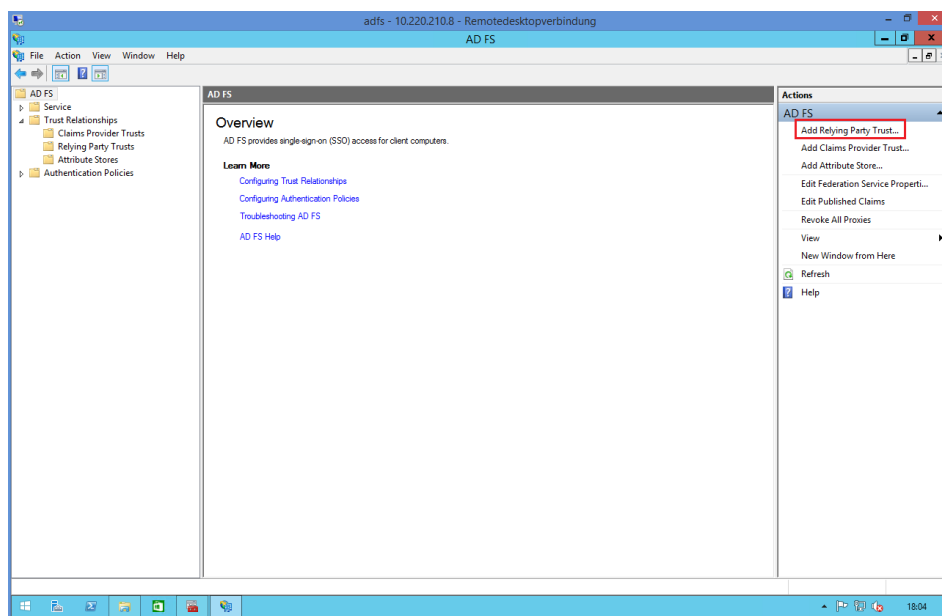 adfs - 10.220.210.8 - Remotedesktopverbindung
AD FS
File Action View Window Help
AD FS
Service
Trust Relationships
Claims Provider Trusts
Relying Party Trusts
Attribute Stores
Authentication Policies
AD FS
Overview
AD FS provides single-sign-on (SSO) access for client computers.
Learn More
Configuring Trust Relationships
Configuring Authentication Policies
Troubleshooting AD FS
AD FS Help
Actions
AD FS
Add Relying Party Trust...
Add Claims Provider Trust...
Add Attribute Store...
Edit Federation Service Properti...
Edit Published Claims
Revoke All Proxies
View
New Window from Here
Refresh
Help
18:04